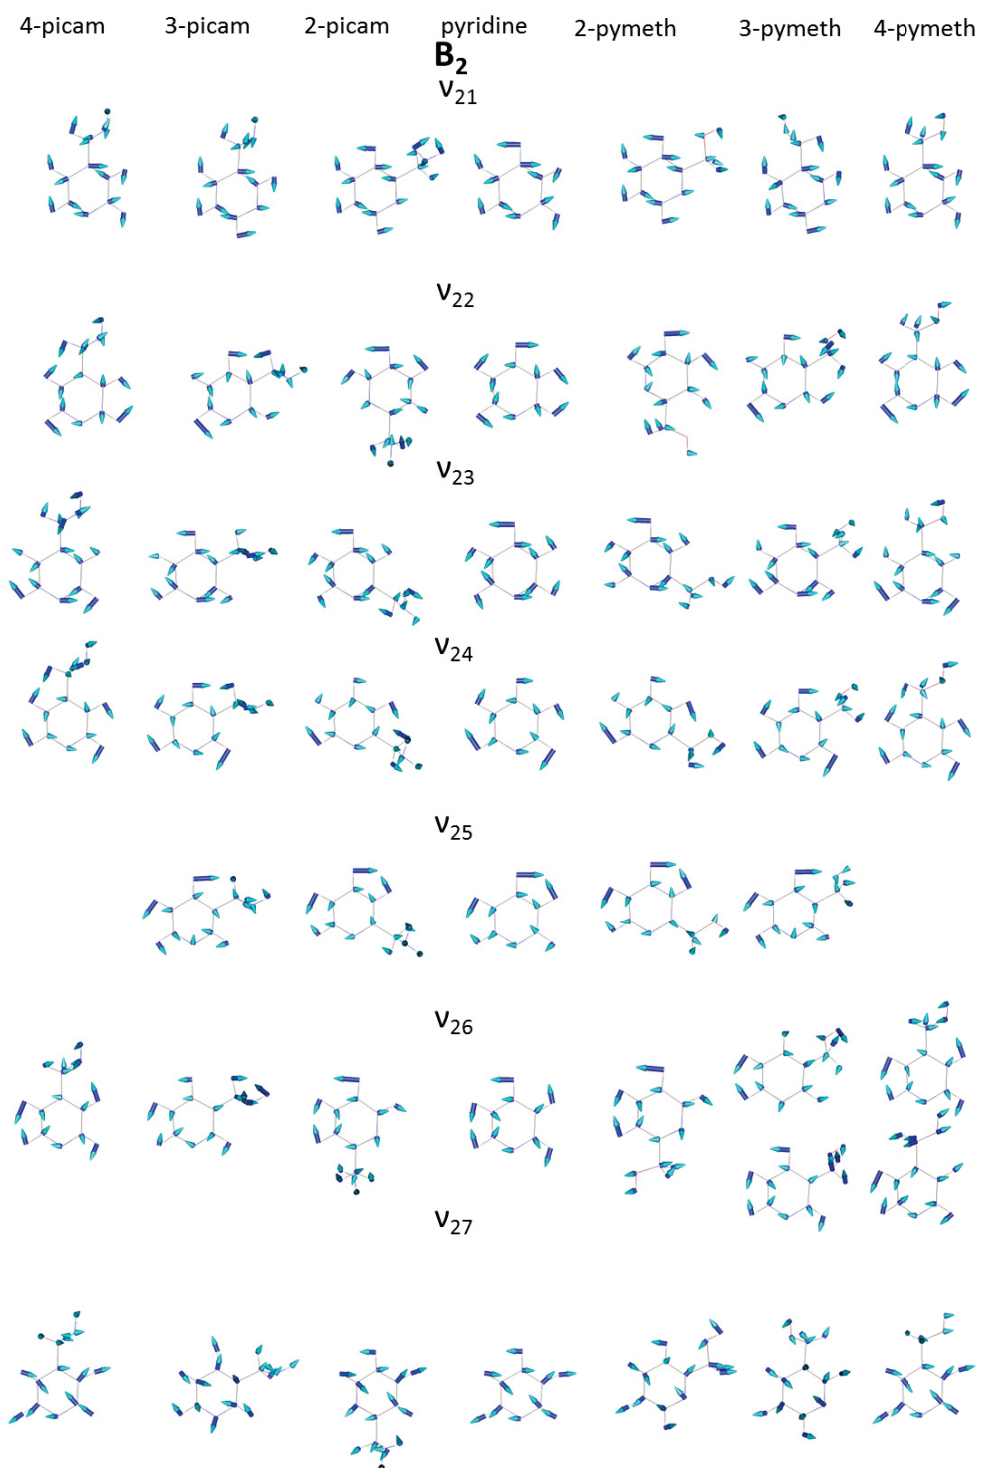 4-picam 3-picam 2-picam pyridine 2-pymeth 3-pymeth 4-pymeth
B₂
ν₂₁
ν₂₂
ν₂₃
ν₂₄
ν₂₅
ν₂₆
ν₂₇